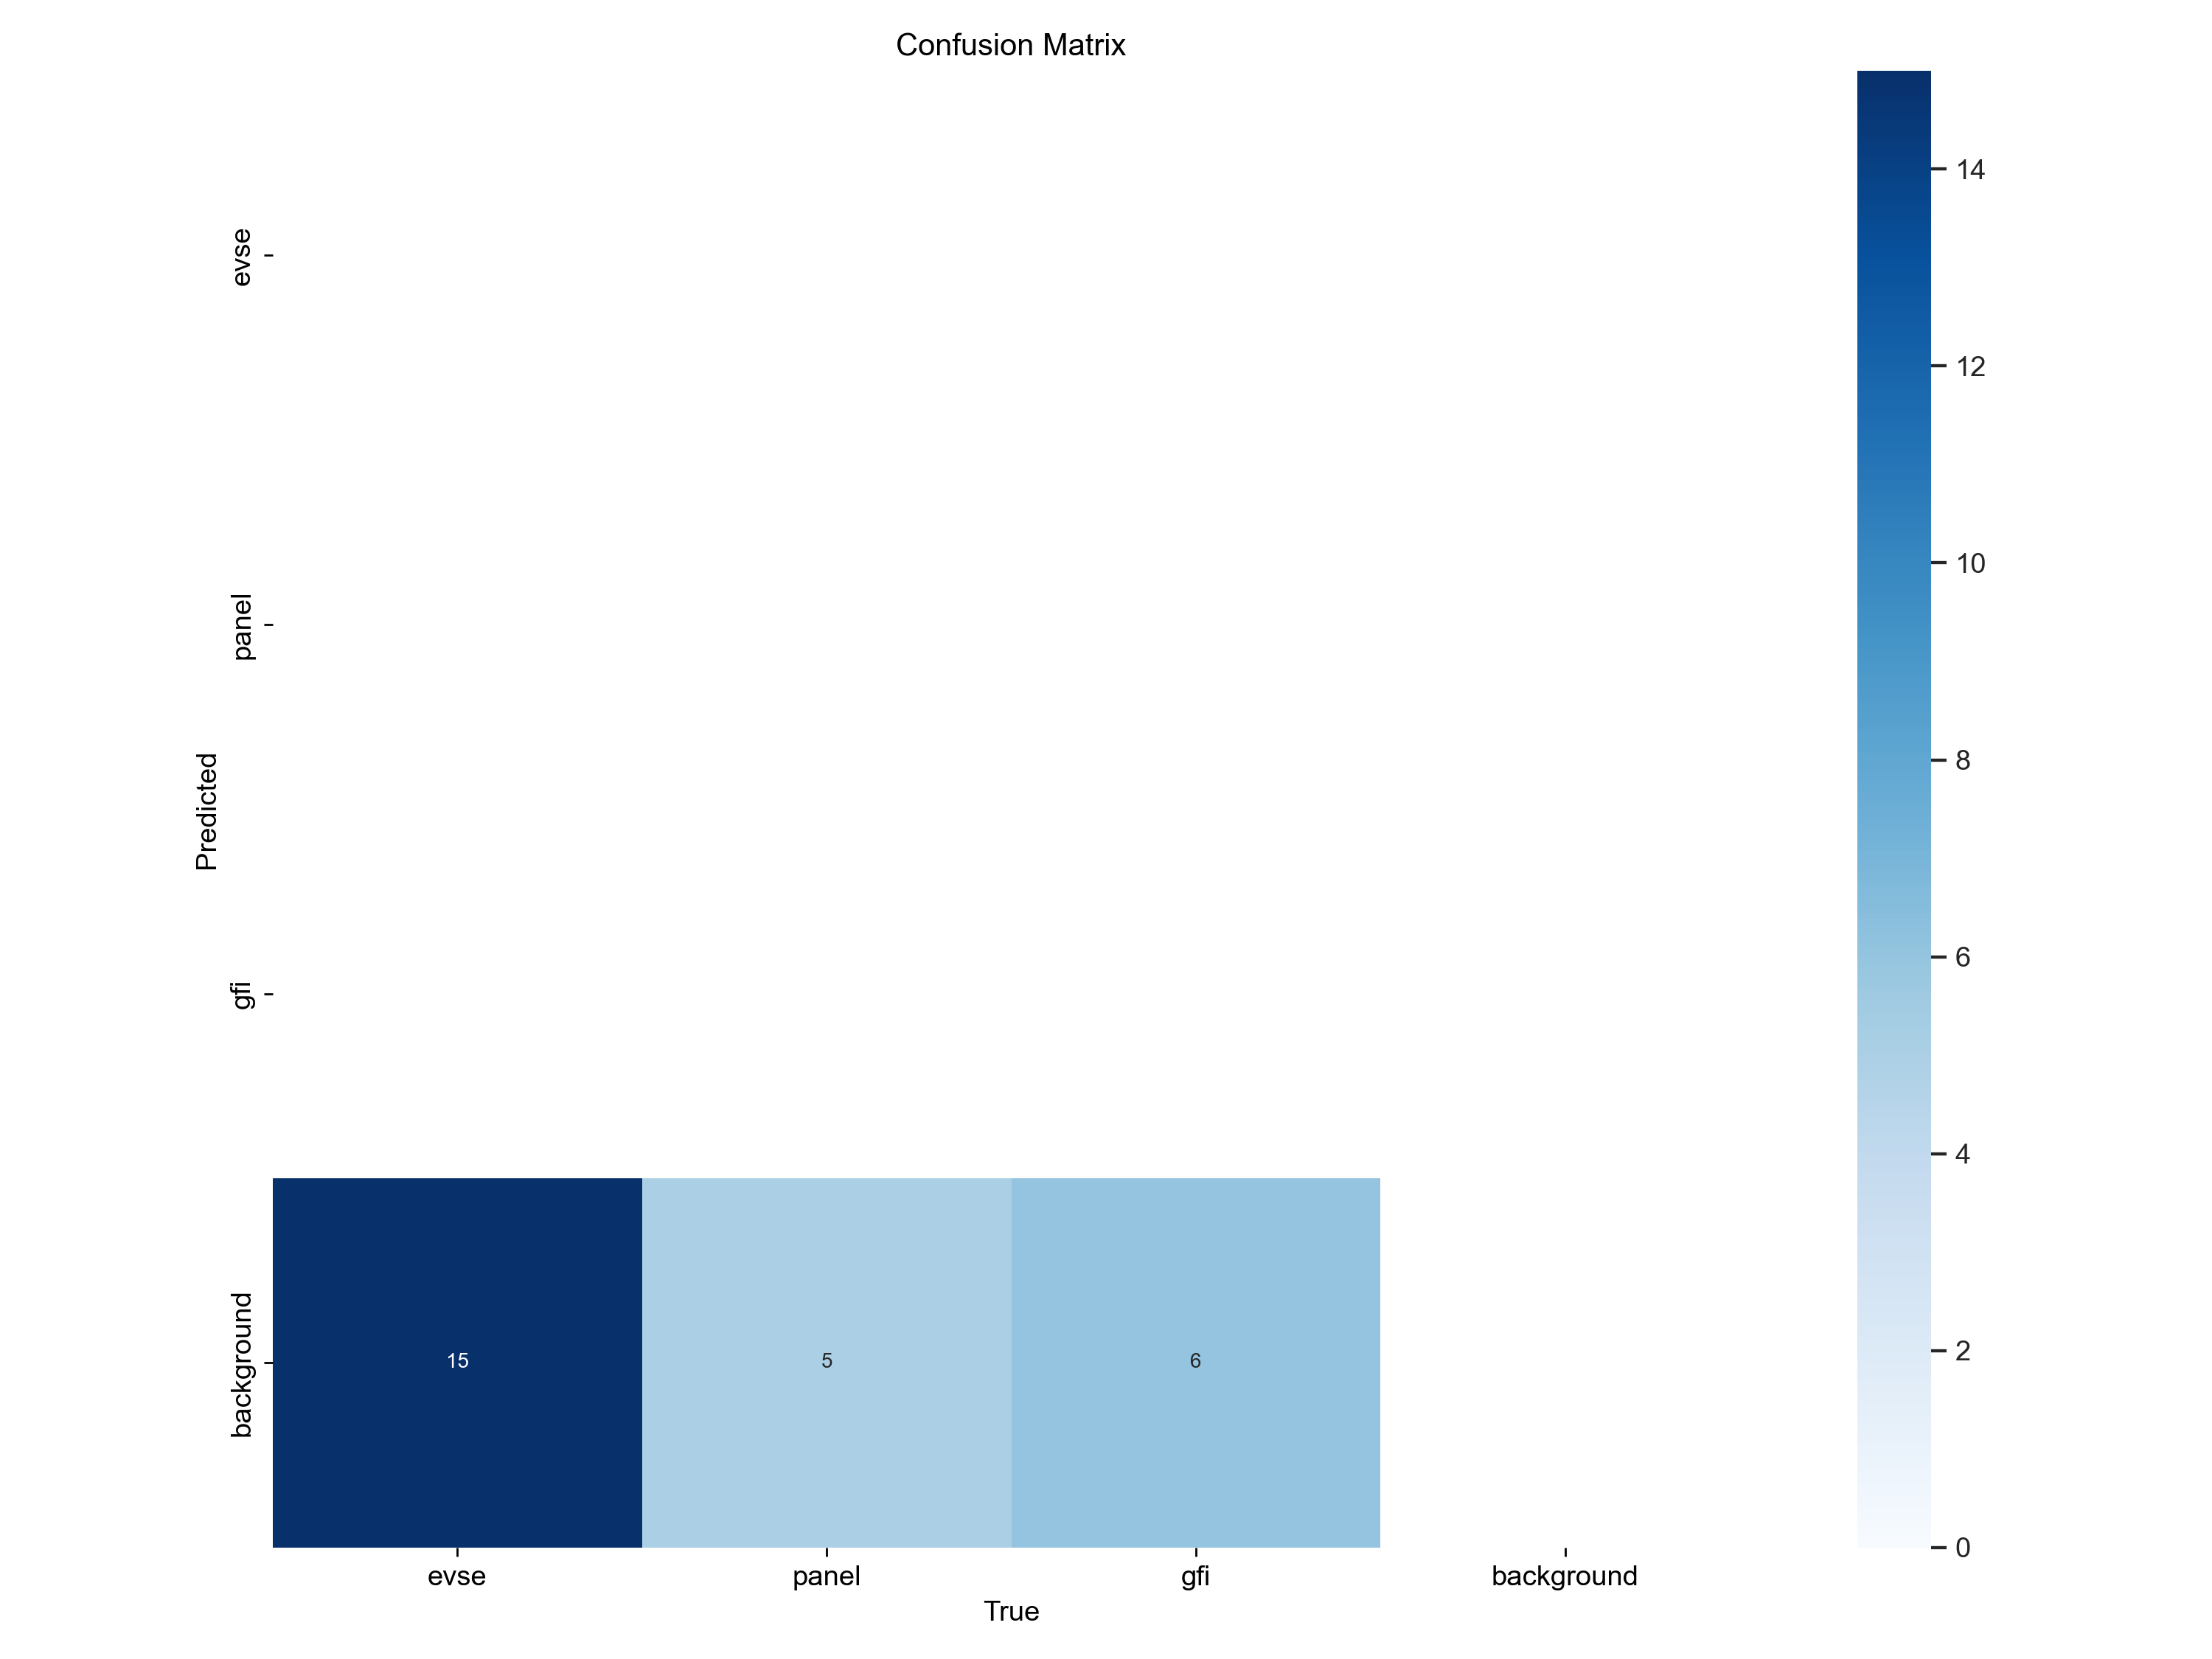 Confusion Matrix
evse
panel
gfi
background
Predicted
15
5
6
evse
panel
gfi
background
True
14
12
10
8
6
4
2
0